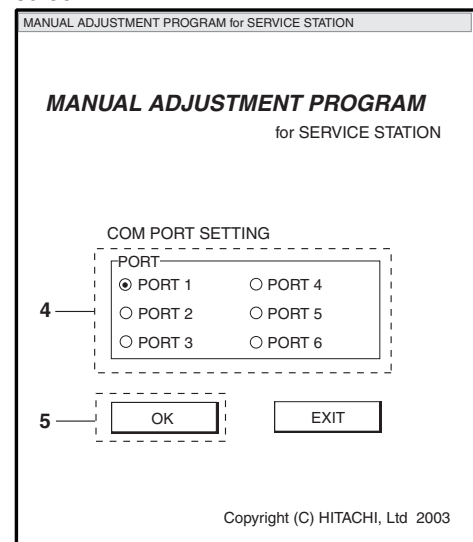 MANUAL ADJUSTMENT PROGRAM for SERVICE STATION
MANUAL ADJUSTMENT PROGRAM
for SERVICE STATION
COM PORT SETTING
PORT
PORT 1 PORT 4
4 PORT 2 PORT 5
PORT 3 PORT 6
5 OK EXIT
Copyright (C) HITACHI, Ltd 2003